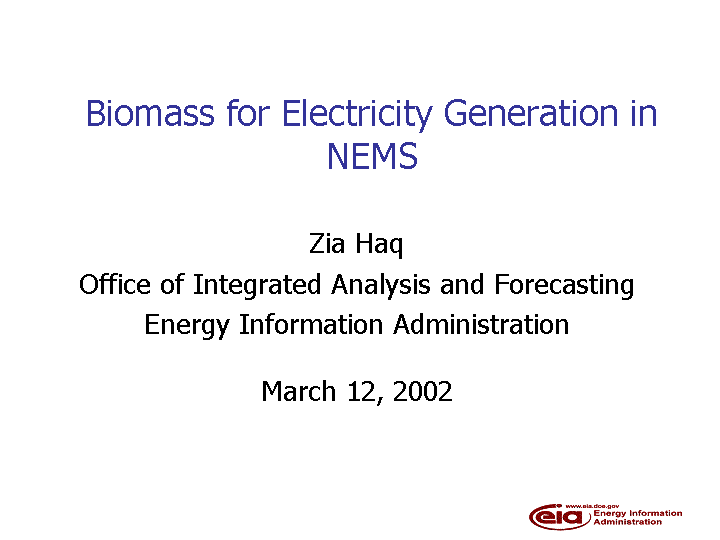 Biomass for Electricity Generation in
NEMS
Zia Haq
Office of Integrated Analysis and Forecasting
Energy Information Administration
March 12, 2002
www.eia.doe.gov
eia
Energy Information
Administration